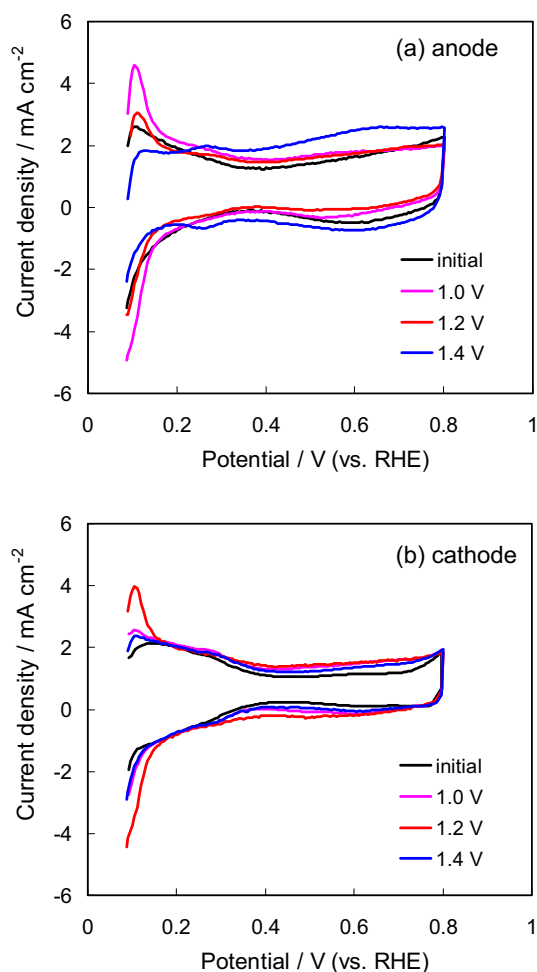 (a) anode
6
4
2
0
-2
-4
-6
Current density / mA cm⁻²
initial
1.0 V
1.2 V
1.4 V
0 0.2 0.4 0.6 0.8 1
Potential / V (vs. RHE)
(b) cathode
6
4
2
0
-2
-4
-6
Current density / mA cm⁻²
initial
1.0 V
1.2 V
1.4 V
0 0.2 0.4 0.6 0.8 1
Potential / V (vs. RHE)